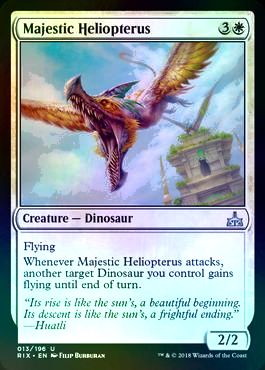 Majestic Heliopterus 3
Creature — Dinosaur
Flying
Whenever Majestic Heliopterus attacks,
another target Dinosaur you control gains
flying until end of turn.
"Its rise is like the sun's, a beautiful beginning.
Its descent is like the sun's, a frightful ending."
—Huatli
2/2
013/196 U
RIX • EN Filip Burburan
™ & © 2018 Wizards of the Coast